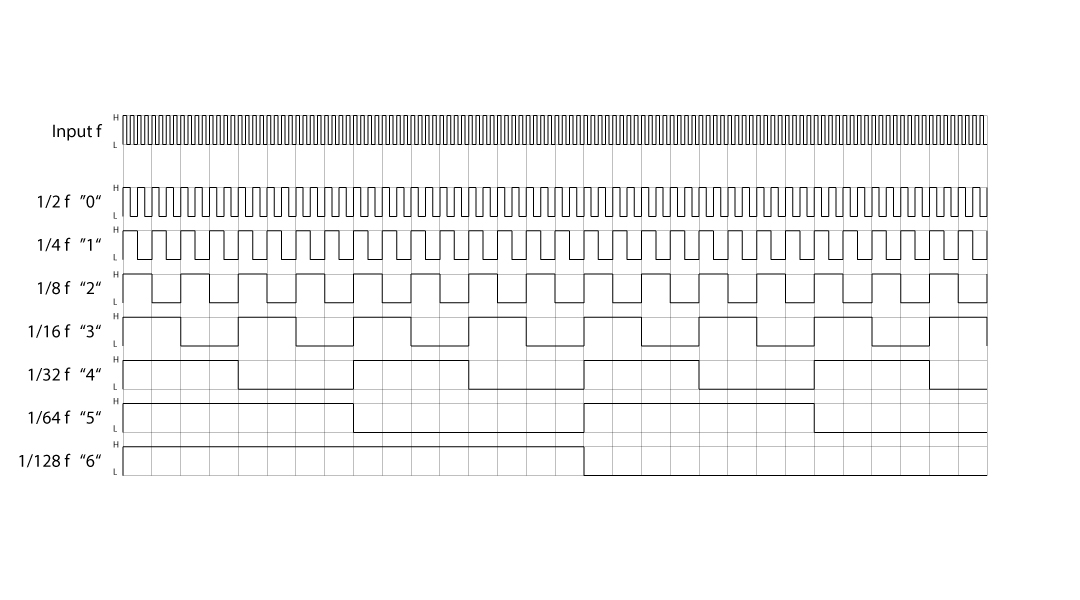 H
Input f
L
H
1/2 f ”0“
L
H
1/4 f ”1“
L
H
1/8 f “2“
L
H
1/16 f “3“
L
H
1/32 f “4“
L
H
1/64 f “5“
L
H
1/128 f “6“
L